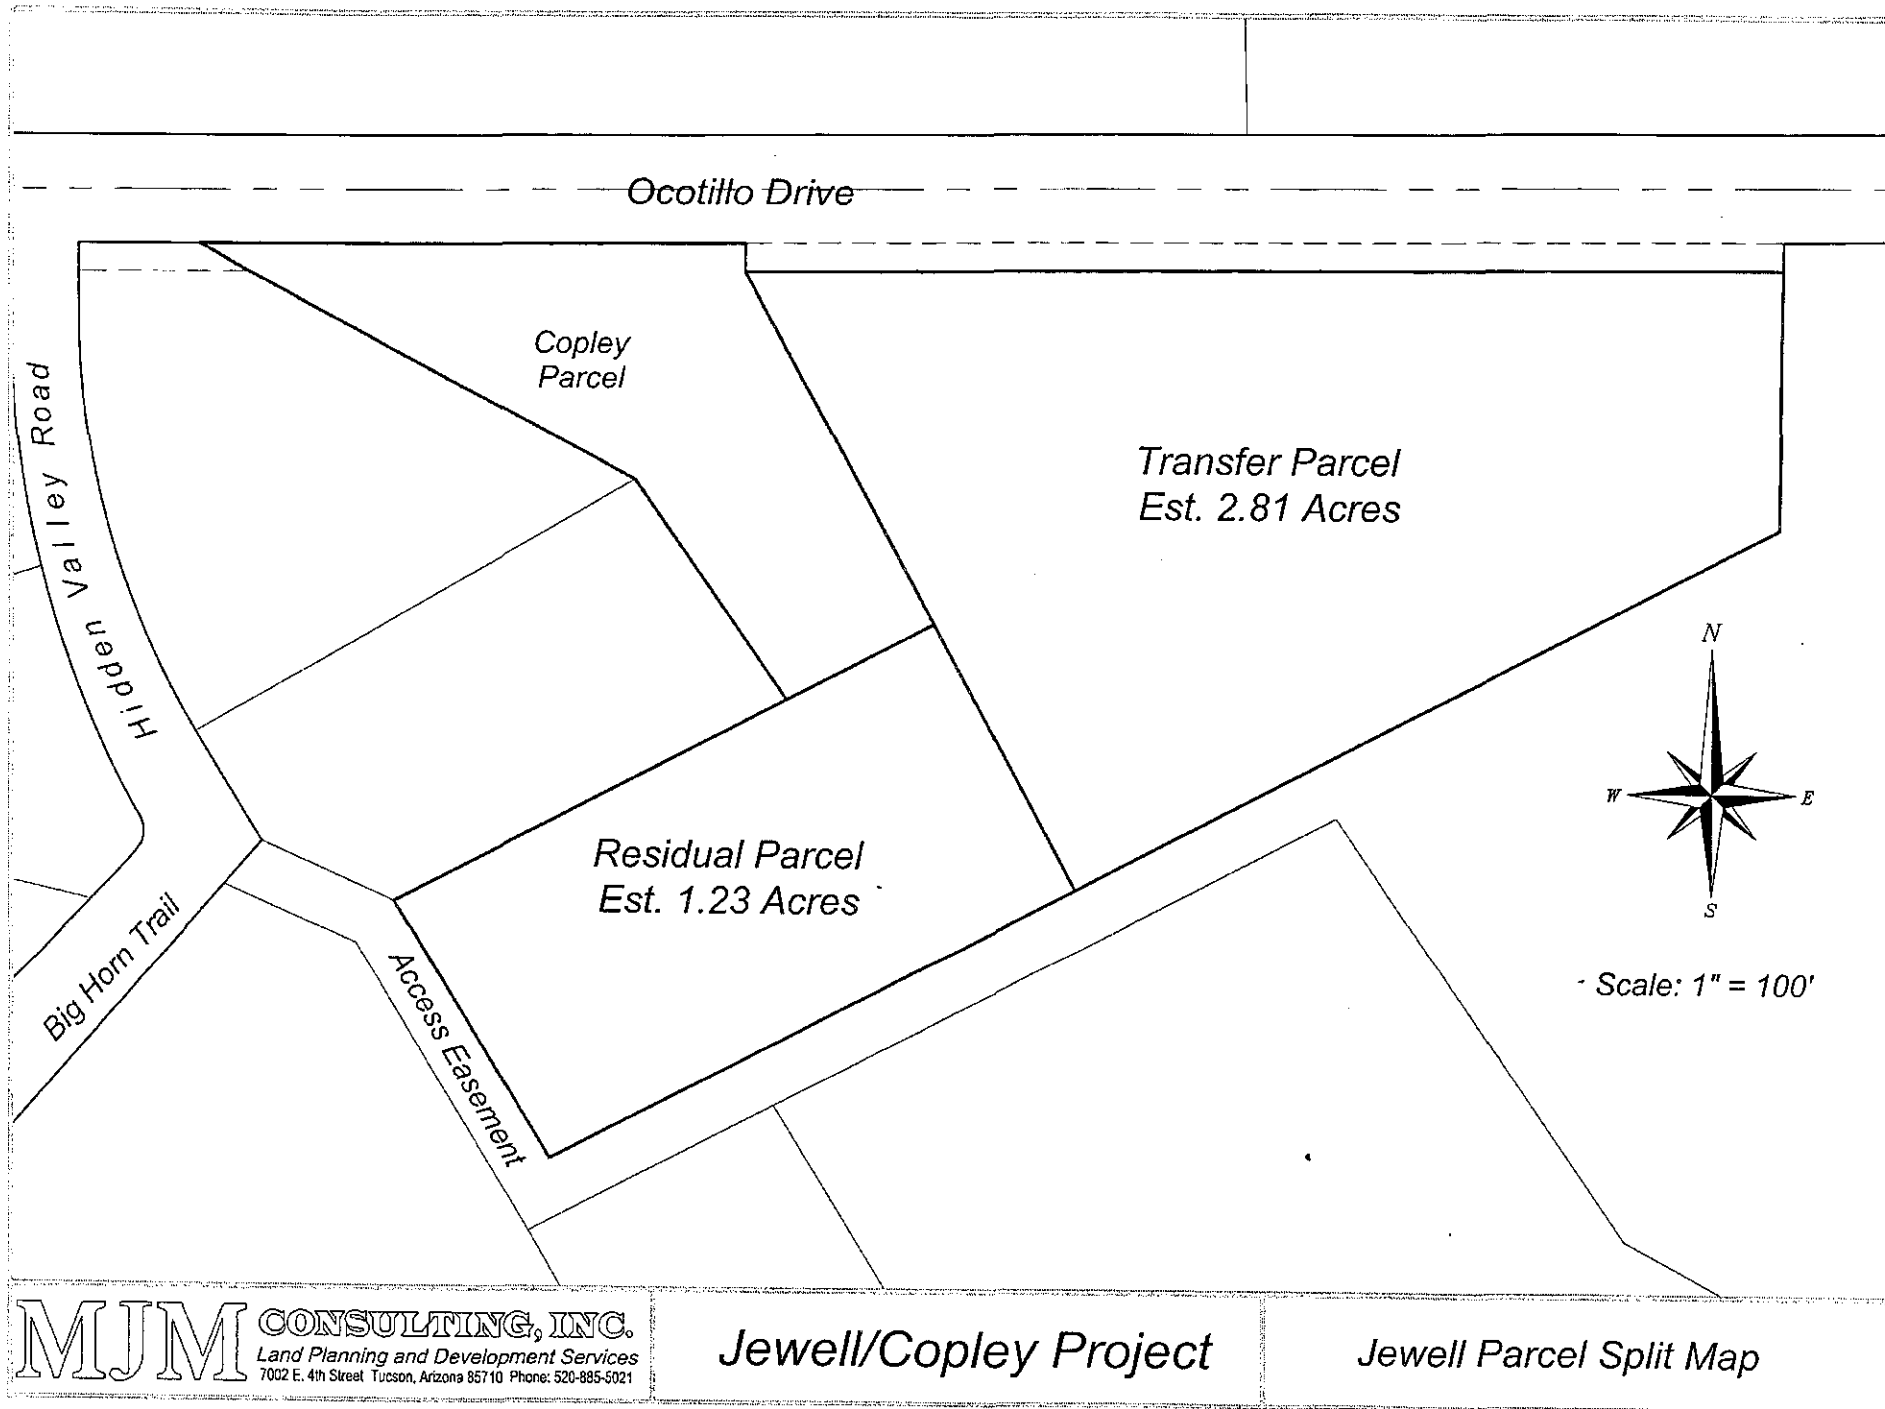 Ocotillo Drive
Copley
Parcel
Hidden Valley Road
Transfer Parcel
Est. 2.81 Acres
N
W
E
S
Residual Parcel
Est. 1.23 Acres
Big Horn Trail
Access Easement
Scale: 1" = 100'
MJM CONSULTING, INC.
Land Planning and Development Services
7002 E. 4th Street Tucson, Arizona 85710 Phone: 520-885-5021
Jewell/Copley Project
Jewell Parcel Split Map